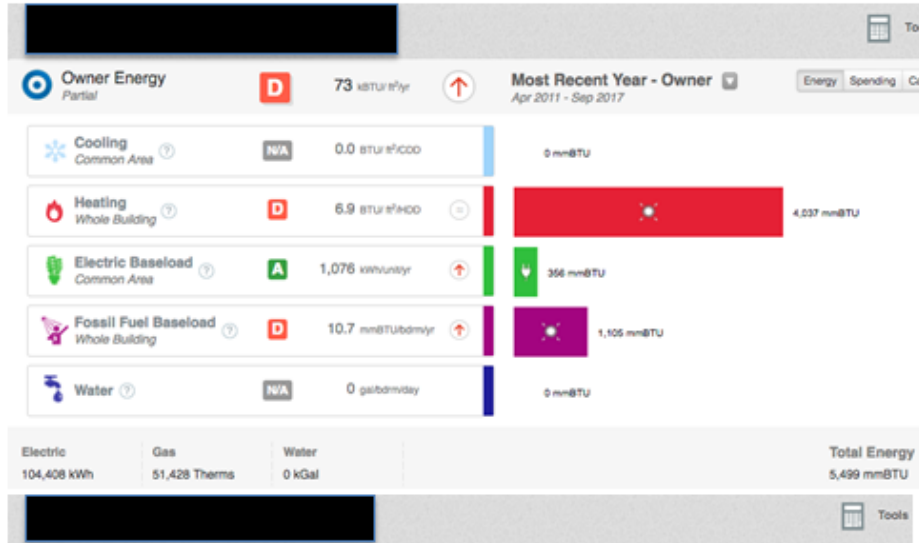 To
Owner Energy
Partial
D
73 kBTU/ft²/yr
Most Recent Year - Owner
Apr 2011 - Sep 2017
Energy Spending
Cooling ?
Common Area
N/A
0.0 BTU/ft²/CDD
0 mmBTU
Heating ?
Whole Building
D
6.9 BTU/ft²/HDD
=
4,037 mmBTU
Electric Baseload ?
Common Area
A
1,076 kWh/unit/yr
356 mmBTU
Fossil Fuel Baseload ?
Whole Building
D
10.7 mmBTU/bdrm/yr
1,105 mmBTU
Water ?
N/A
0 gal/bdrm/day
0 mmBTU
Electric Gas Water Total Energy
104,408 kWh 51,428 Therms 0 kGal 5,499 mmBTU
Tools